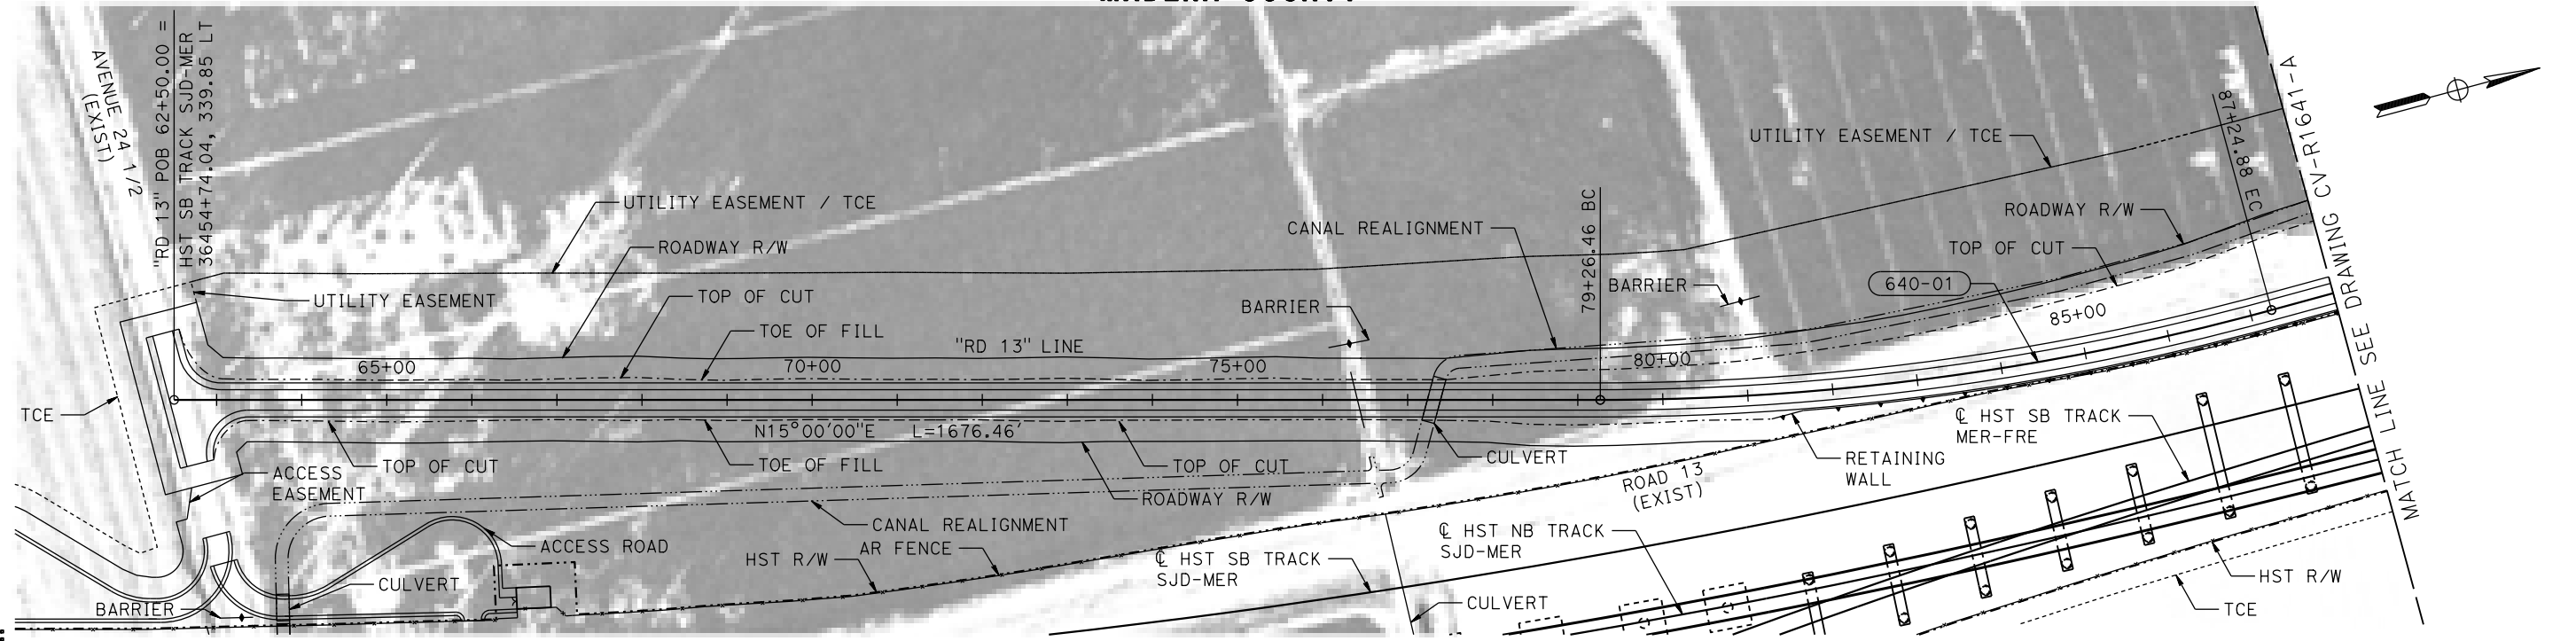 AVENUE 24 1/2
(EXIST)
"RD 13" POB 62+50.00 =
HST SB TRACK SJD-MER
36454+74.04, 339.85 LT
UTILITY EASEMENT / TCE
ROADWAY R/W
UTILITY EASEMENT
TOP OF CUT
TOE OF FILL
"RD 13" LINE
65+00
70+00
75+00
80+00
85+00
TCE
N15°00'00"E L=1676.46'
TOP OF CUT
TOE OF FILL
TOP OF CUT
ROADWAY R/W
ACCESS
EASEMENT
CANAL REALIGNMENT
ACCESS ROAD
AR FENCE
HST R/W
CULVERT
BARRIER
CANAL REALIGNMENT
BARRIER
79+26.46 BC
BARRIER
UTILITY EASEMENT / TCE
ROADWAY R/W
TOP OF CUT
640-01
87+24.88 EC
MATCH LINE SEE DRAWING CV-R1641-A
CULVERT
ROAD 13
(EXIST)
RETAINING
WALL
℄ HST SB TRACK
MER-FRE
℄ HST NB TRACK
SJD-MER
℄ HST SB TRACK
SJD-MER
CULVERT
HST R/W
TCE